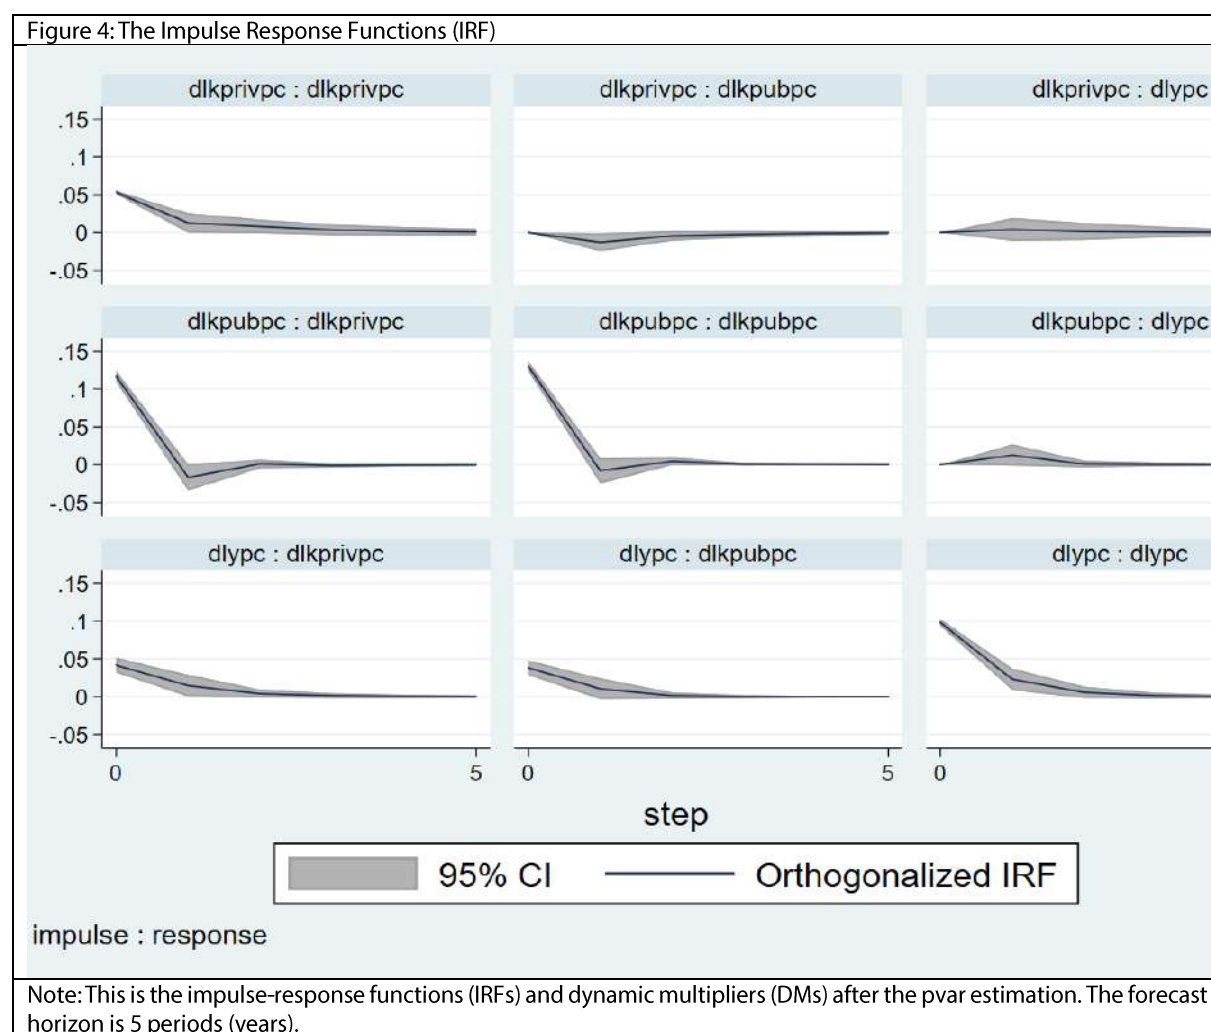 Figure 4: The Impulse Response Functions (IRF)
dlkprivpc : dlkprivpc
dlkprivpc : dlkpubpc
dlkprivpc : dlypc
.15
.1
.05
0
-.05
dlkpubpc : dlkprivpc
dlkpubpc : dlkpubpc
dlkpubpc : dlypc
.15
.1
.05
0
-.05
dlypc : dlkprivpc
dlypc : dlkpubpc
dlypc : dlypc
.15
.1
.05
0
-.05
0 5 0 5 0
step
95% CI Orthogonalized IRF
impulse : response
Note: This is the impulse-response functions (IRFs) and dynamic multipliers (DMs) after the pvar estimation. The forecast
horizon is 5 periods (years).